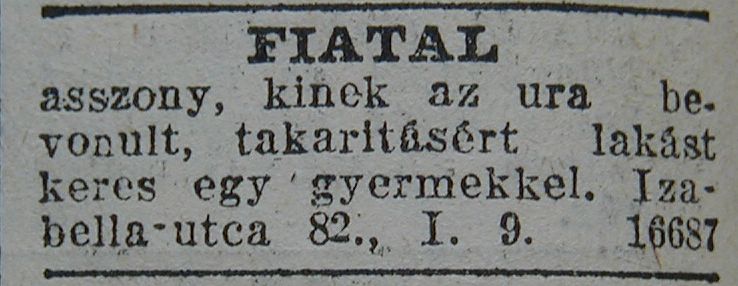 FIATAL
asszony, kinek az ura be-
vonult, takaritásért lakást
keres egy gyermekkel. Iza-
bella-utca 82., I. 9. 16687